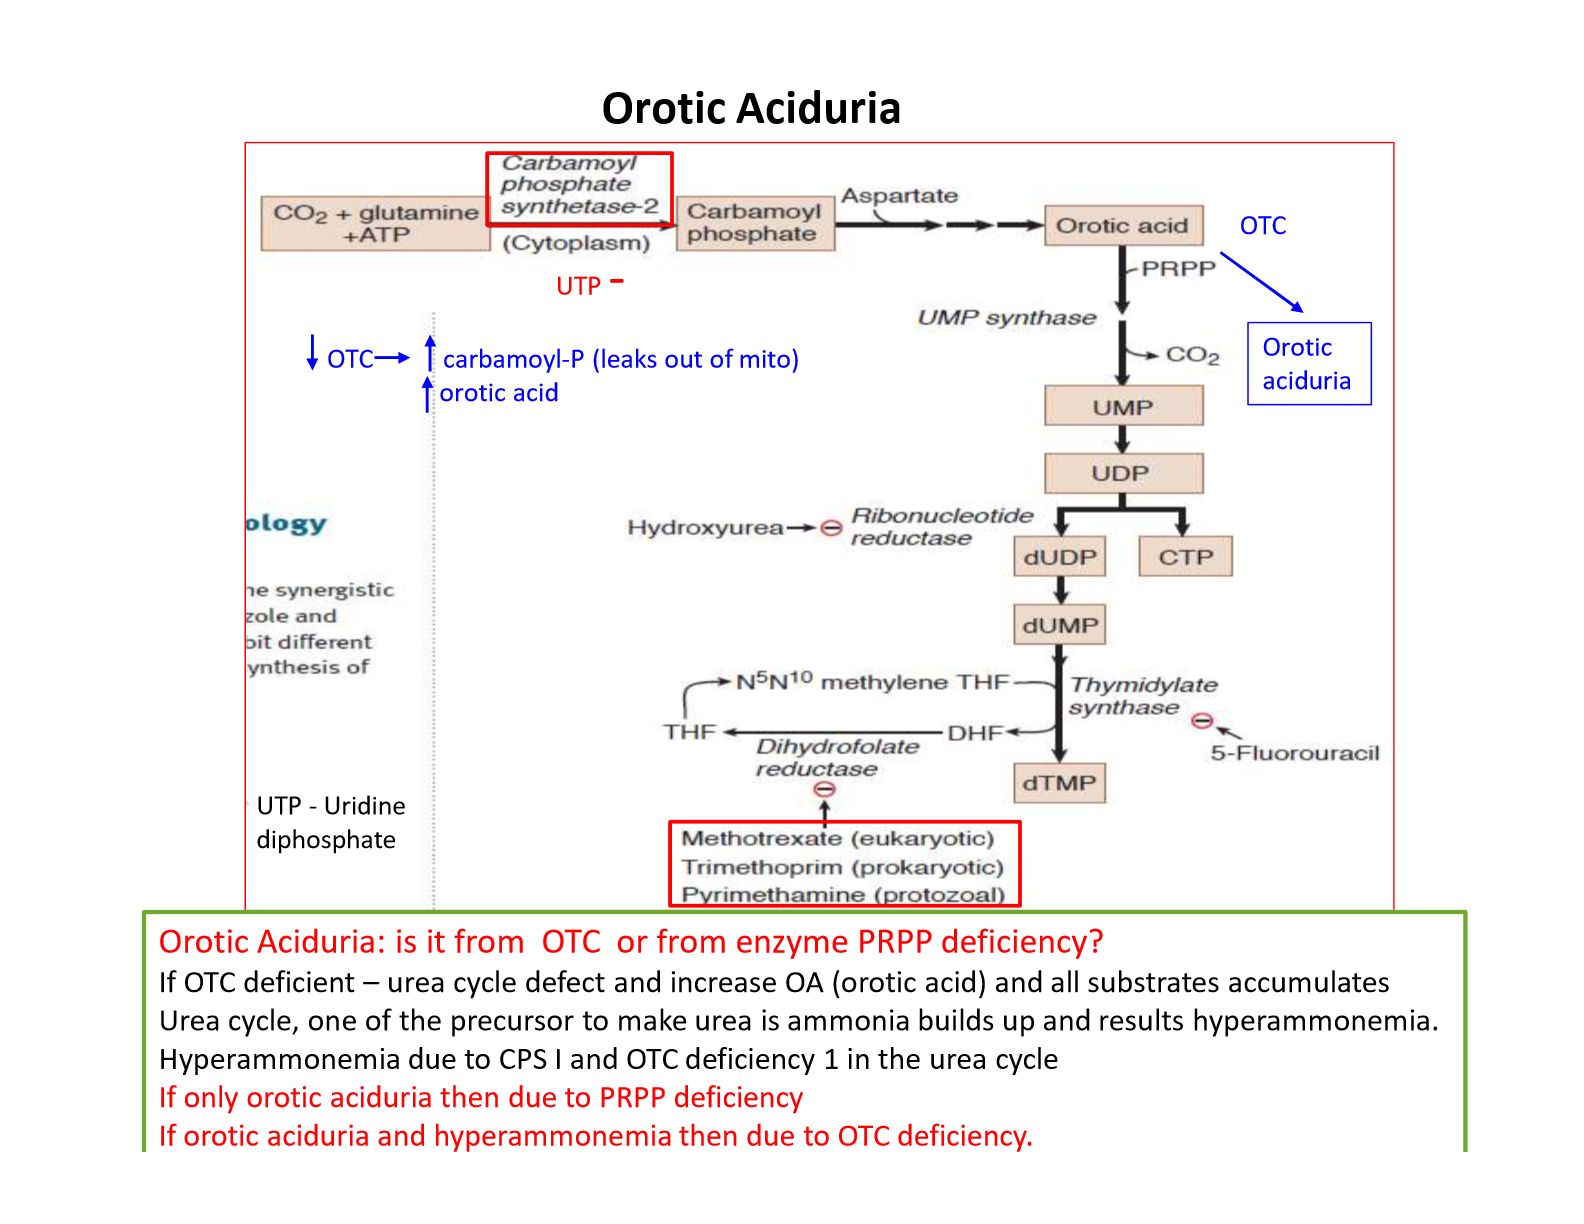 Orotic Aciduria
Carbamoyl
phosphate
synthetase-2
CO₂ + glutamine
+ATP
(Cytoplasm)
Carbamoyl
phosphate
Aspartate
Orotic acid
OTC
UTP -
PRPP
UMP synthase
CO₂
Orotic
aciduria
OTC
carbamoyl-P (leaks out of mito)
orotic acid
UMP
UDP
ology
Hydroxyurea
Ribonucleotide
reductase
dUDP
CTP
ne synergistic
zole and
bit different
ynthesis of
dUMP
N⁵N¹⁰ methylene THF
Thymidylate
synthase
THF
DHF
Dihydrofolate
reductase
5-Fluorouracil
dTMP
UTP - Uridine
diphosphate
Methotrexate (eukaryotic)
Trimethoprim (prokaryotic)
Pyrimethamine (protozoal)
Orotic Aciduria: is it from OTC or from enzyme PRPP deficiency?
If OTC deficient – urea cycle defect and increase OA (orotic acid) and all substrates accumulates
Urea cycle, one of the precursor to make urea is ammonia builds up and results hyperammonemia.
Hyperammonemia due to CPS I and OTC deficiency 1 in the urea cycle
If only orotic aciduria then due to PRPP deficiency
If orotic aciduria and hyperammonemia then due to OTC deficiency.